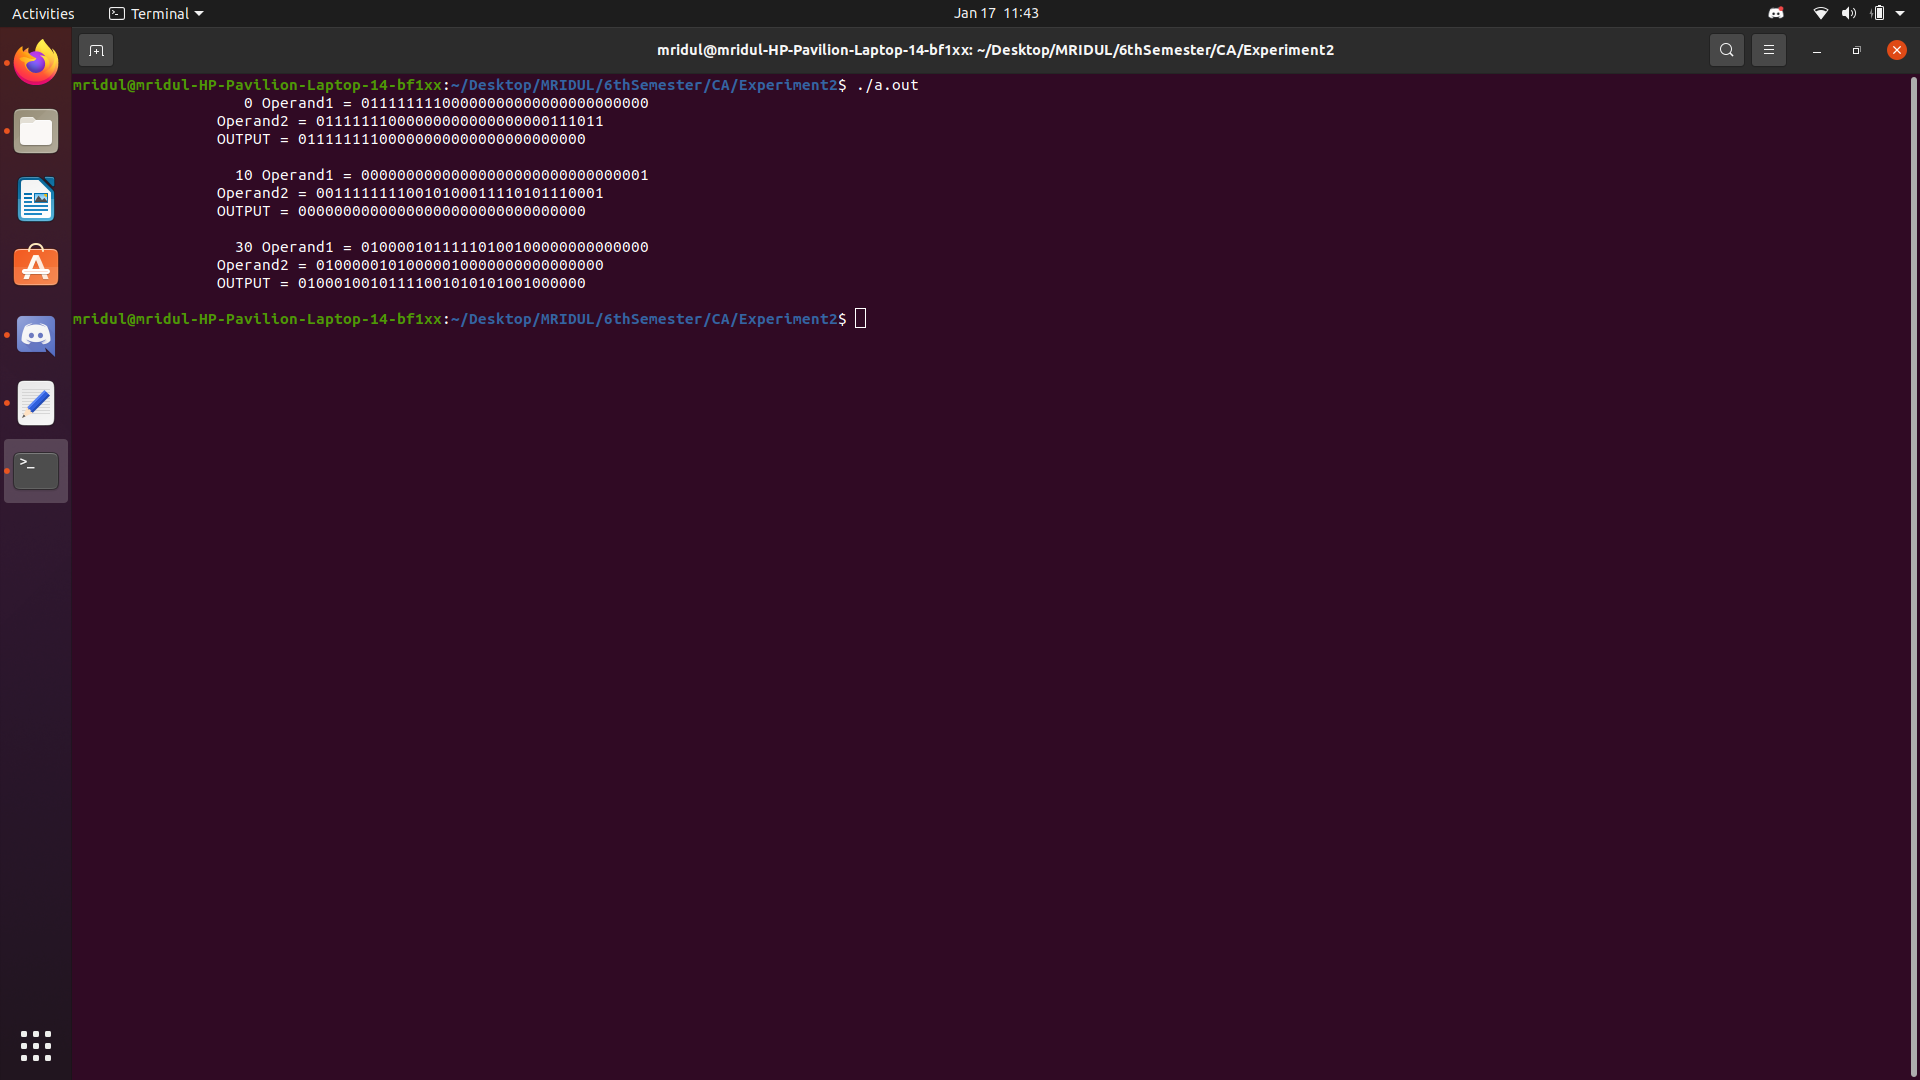 Activities
Terminal
Jan 17 11:43
mridul@mridul-HP-Pavilion-Laptop-14-bf1xx: ~/Desktop/MRIDUL/6thSemester/CA/Experiment2
mridul@mridul-HP-Pavilion-Laptop-14-bf1xx:~/Desktop/MRIDUL/6thSemester/CA/Experiment2$ ./a.out
0 Operand1 = 01111111100000000000000000000000
Operand2 = 01111111000000000000000000111011
OUTPUT = 01111111100000000000000000000000
10 Operand1 = 00000000000000000000000000000001
Operand2 = 00111111110010100011110101110001
OUTPUT = 00000000000000000000000000000000
30 Operand1 = 01000010111110100100000000000000
Operand2 = 01000001010000010000000000000000
OUTPUT = 01000100101111001010101001000000
mridul@mridul-HP-Pavilion-Laptop-14-bf1xx:~/Desktop/MRIDUL/6thSemester/CA/Experiment2$